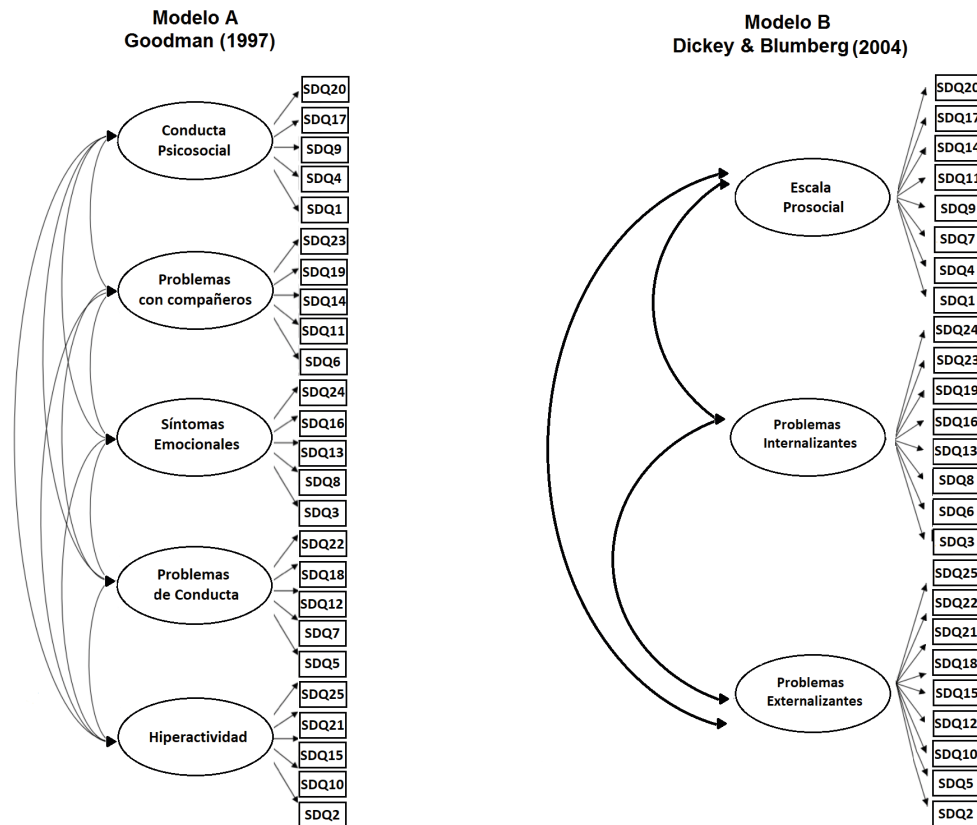 Modelo A
Goodman (1997)
Conducta
Psicosocial
SDQ20
SDQ17
SDQ9
SDQ4
SDQ1
Problemas
con compañeros
SDQ23
SDQ19
SDQ14
SDQ11
SDQ6
Síntomas
Emocionales
SDQ24
SDQ16
SDQ13
SDQ8
SDQ3
Problemas
de Conducta
SDQ22
SDQ18
SDQ12
SDQ7
SDQ5
Hiperactividad
SDQ25
SDQ21
SDQ15
SDQ10
SDQ2
Modelo B
Dickey & Blumberg (2004)
Escala
Prosocial
SDQ20
SDQ17
SDQ14
SDQ11
SDQ9
SDQ7
SDQ4
SDQ1
Problemas
Internalizantes
SDQ24
SDQ23
SDQ19
SDQ16
SDQ13
SDQ8
SDQ6
SDQ3
Problemas
Externalizantes
SDQ25
SDQ22
SDQ21
SDQ18
SDQ15
SDQ12
SDQ10
SDQ5
SDQ2